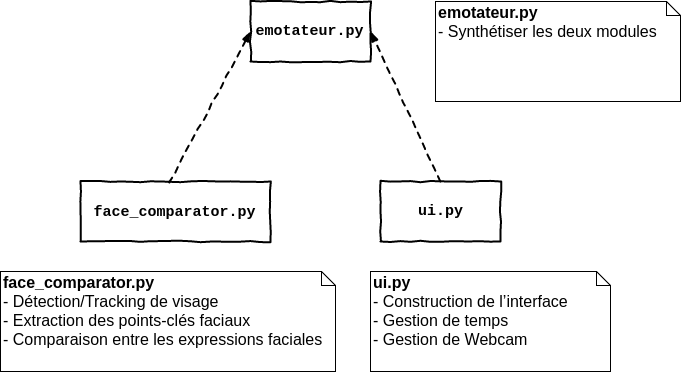 emotateur.py
emotateur.py
- Synthétiser les deux modules
face_comparator.py
ui.py
face_comparator.py
- Détection/Tracking de visage
- Extraction des points-clés faciaux
- Comparaison entre les expressions faciales
ui.py
- Construction de l’interface
- Gestion de temps
- Gestion de Webcam